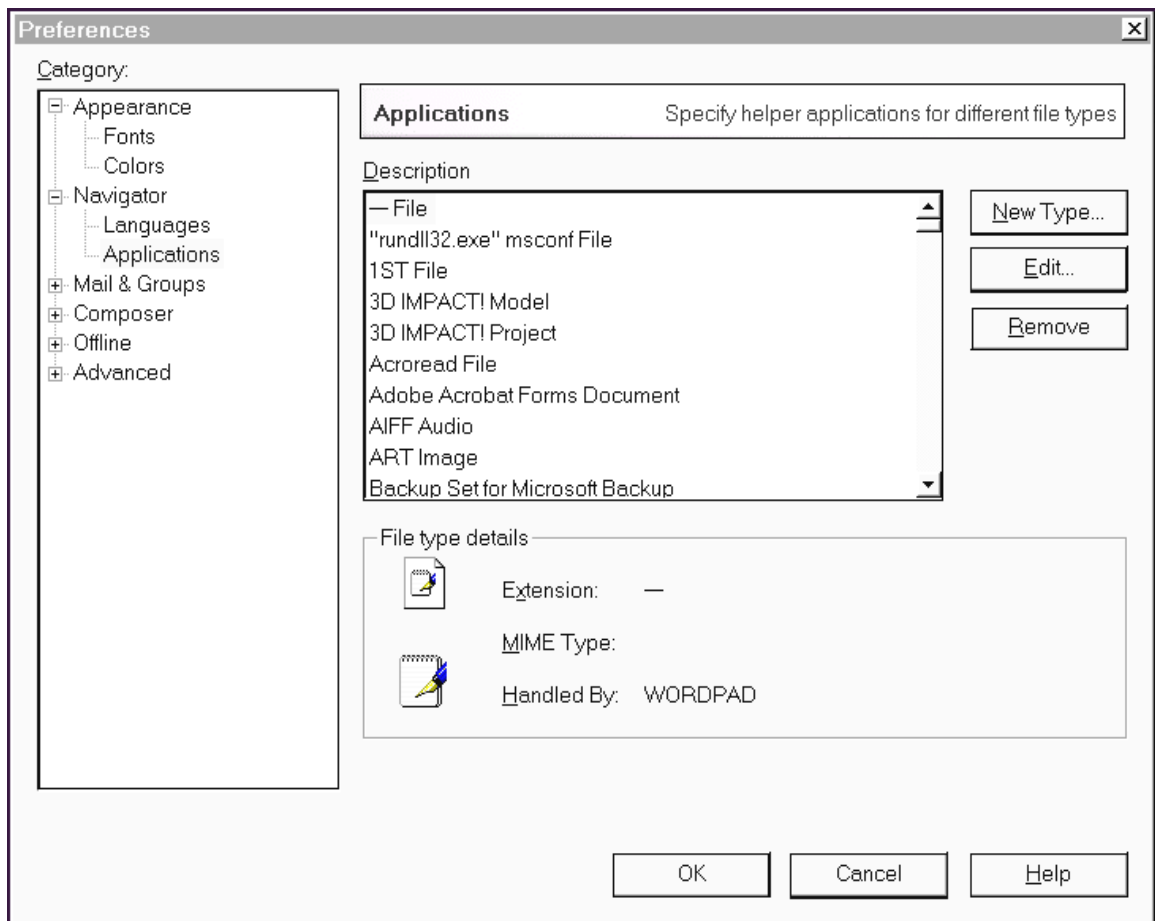 Preferences
Category:
Appearance
Fonts
Colors
Navigator
Languages
Applications
Mail & Groups
Composer
Offline
Advanced
Applications Specify helper applications for different file types
Description
— File
"rundll32.exe" msconf File
1ST File
3D IMPACT! Model
3D IMPACT! Project
Acroread File
Adobe Acrobat Forms Document
AIFF Audio
ART Image
Backup Set for Microsoft Backup
New Type...
Edit...
Remove
File type details
Extension: —
MIME Type:
Handled By: WORDPAD
OK Cancel Help